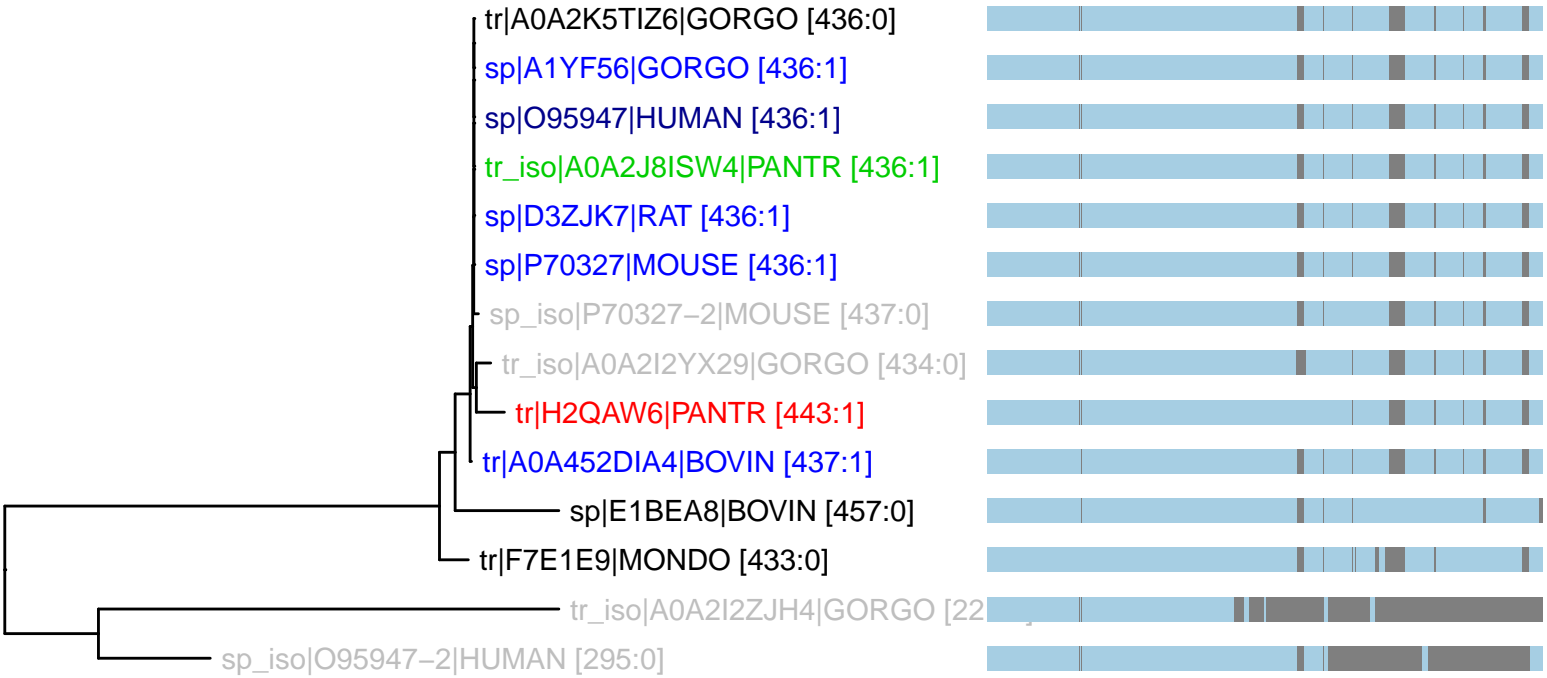 tr|A0A2K5TIZ6|GORGO [436:0]
sp|A1YF56|GORGO [436:1]
sp|O95947|HUMAN [436:1]
tr_iso|A0A2J8ISW4|PANTR [436:1]
sp|D3ZJK7|RAT [436:1]
sp|P70327|MOUSE [436:1]
sp_iso|P70327−2|MOUSE [437:0]
tr_iso|A0A2I2YX29|GORGO [434:0]
tr|H2QAW6|PANTR [443:1]
tr|A0A452DIA4|BOVIN [437:1]
sp|E1BEA8|BOVIN [457:0]
tr|F7E1E9|MONDO [433:0]
tr_iso|A0A2I2ZJH4|GORGO [22
sp_iso|O95947−2|HUMAN [295:0]